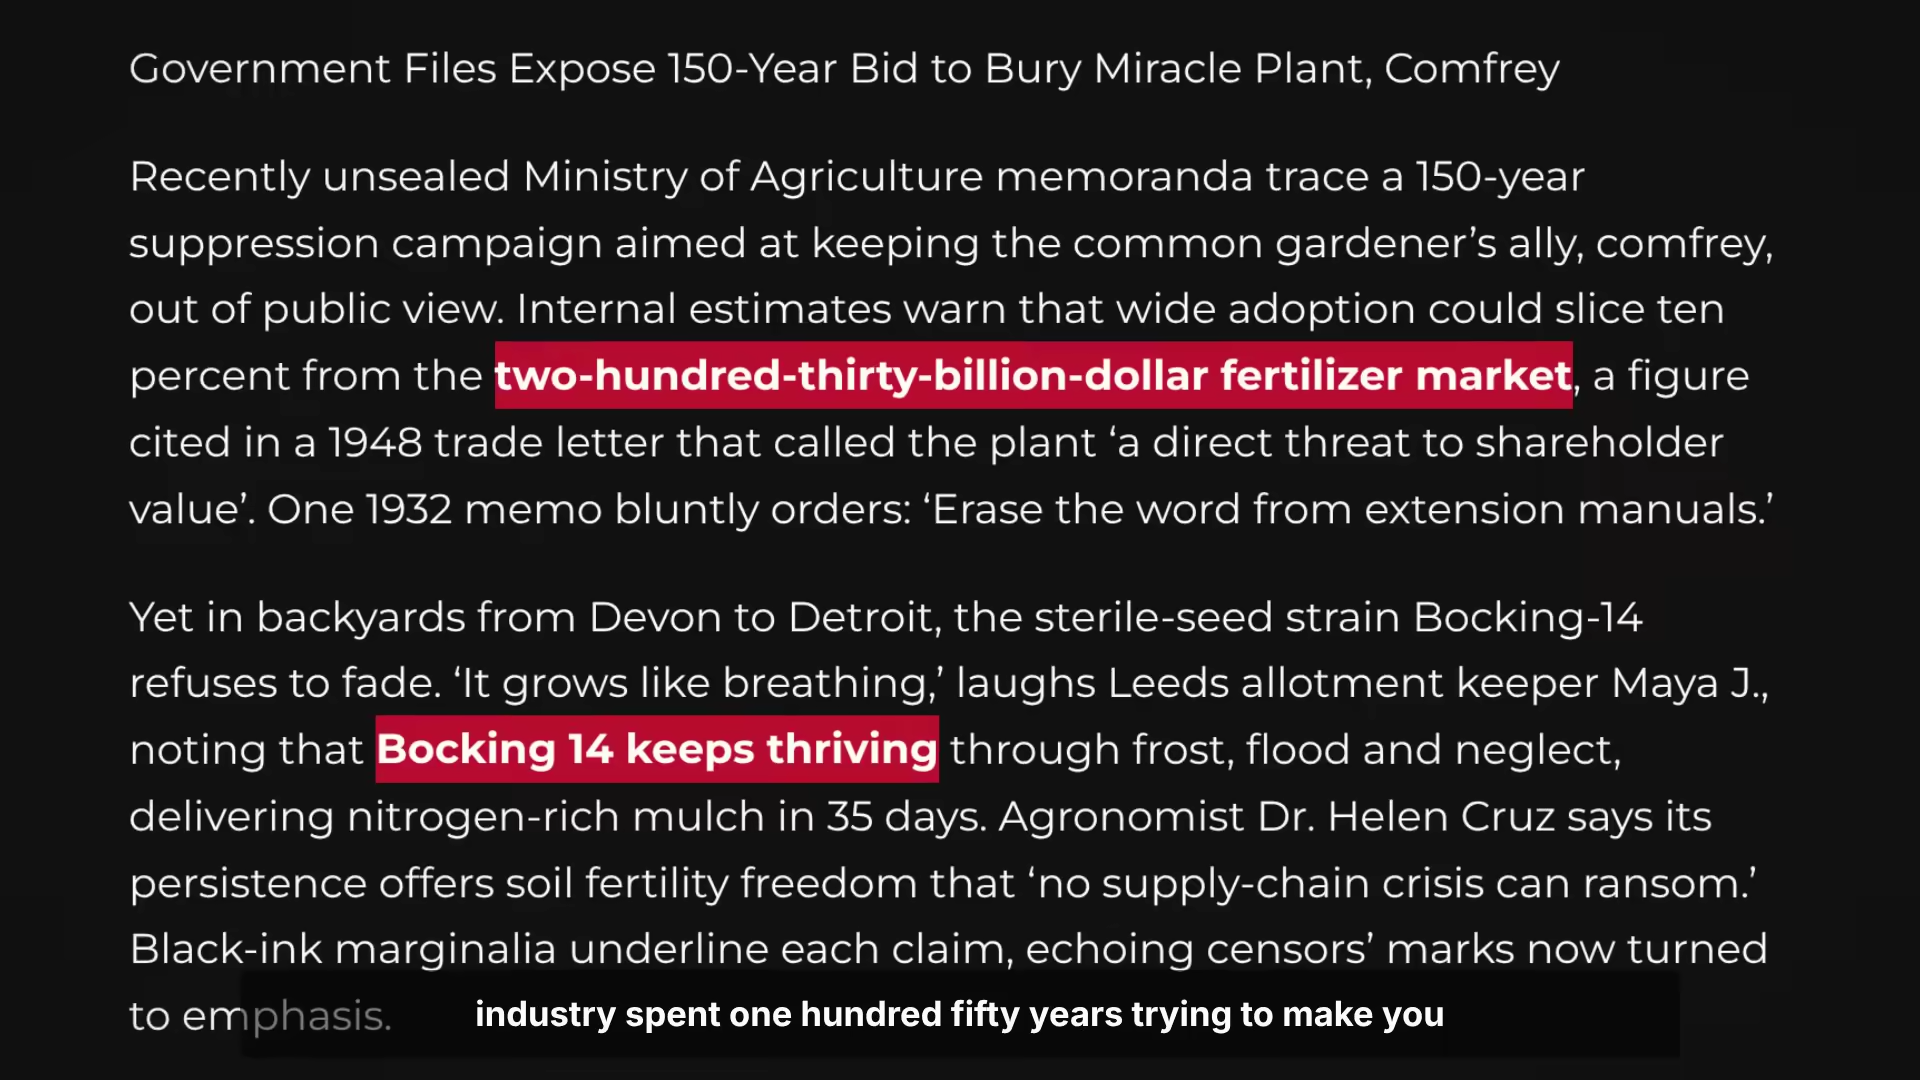 Government Files Expose 150-Year Bid to Bury Miracle Plant, Comfrey
Recently unsealed Ministry of Agriculture memoranda trace a 150-year
suppression campaign aimed at keeping the common gardener’s ally, comfrey,
out of public view. Internal estimates warn that wide adoption could slice ten
percent from the two-hundred-thirty-billion-dollar fertilizer market, a figure
cited in a 1948 trade letter that called the plant ‘a direct threat to shareholder
value’. One 1932 memo bluntly orders: ‘Erase the word from extension manuals.’
Yet in backyards from Devon to Detroit, the sterile-seed strain Bocking-14
refuses to fade. ‘It grows like breathing,’ laughs Leeds allotment keeper Maya J.,
noting that Bocking 14 keeps thriving through frost, flood and neglect,
delivering nitrogen-rich mulch in 35 days. Agronomist Dr. Helen Cruz says its
persistence offers soil fertility freedom that ‘no supply-chain crisis can ransom.’
Black-ink marginalia underline each claim, echoing censors’ marks now turned
to emphasis.
industry spent one hundred fifty years trying to make you